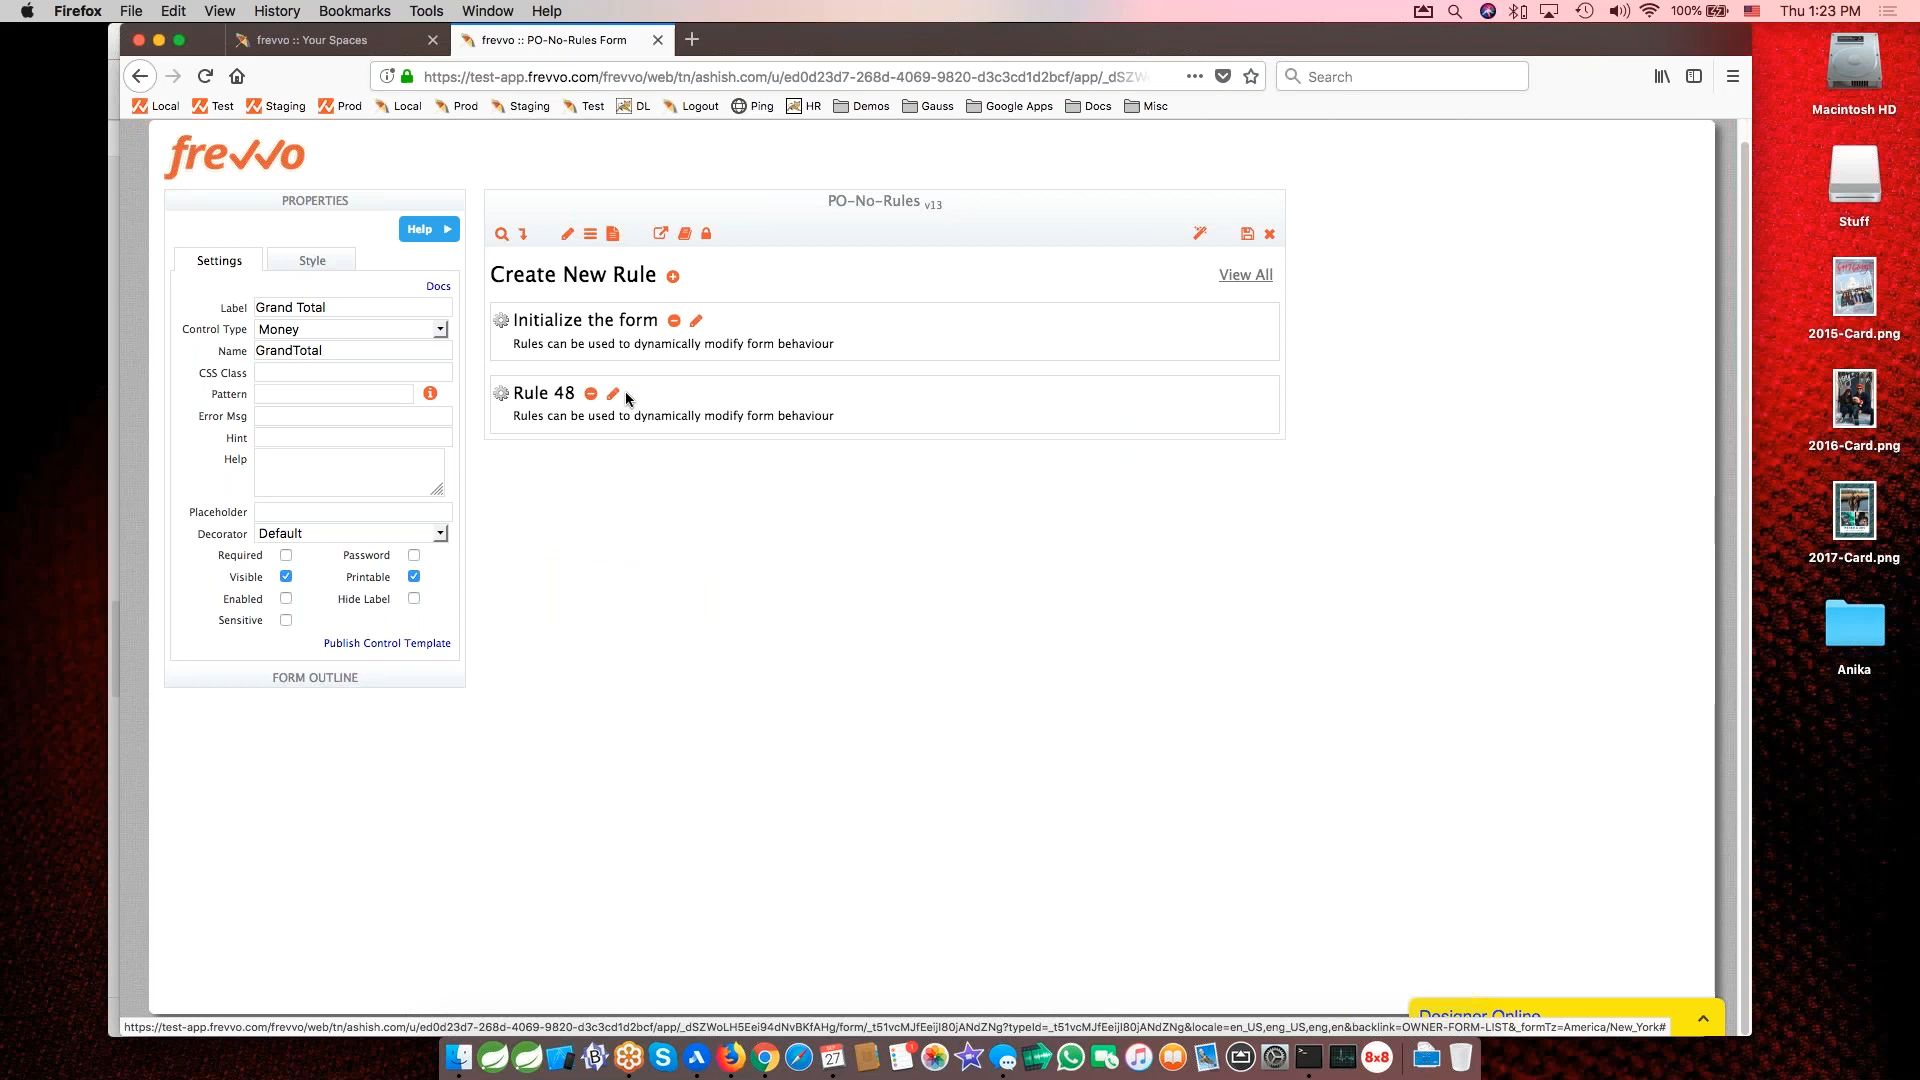 Firefox File Edit View History Bookmarks Tools Window Help 100% Thu 1:23 PM
frevvo :: Your Spaces frevvo :: PO-No-Rules Form
https://test-app.frevvo.com/frevvo/web/tn/ashish.com/u/ed0d23d7-268d-4069-9820-d3c3cd1d2bcf/app/_dSZW Search
Local Test Staging Prod Local Prod Staging Test DL Logout Ping HR Demos Gauss Google Apps Docs Misc
frevvo
PROPERTIES
Help
Settings Style
Docs
Label Grand Total
Control Type Money
Name GrandTotal
CSS Class
Pattern
Error Msg
Hint
Help
Placeholder
Decorator Default
Required Password
Visible Printable
Enabled Hide Label
Sensitive
Publish Control Template
FORM OUTLINE
PO-No-Rules v13
Create New Rule View All
Initialize the form
Rules can be used to dynamically modify form behaviour
Rule 48
Rules can be used to dynamically modify form behaviour
Macintosh HD
Stuff
2015-Card.png
2016-Card.png
2017-Card.png
Anika
Designer Online
https://test-app.frevvo.com/frevvo/web/tn/ashish.com/u/ed0d23d7-268d-4069-9820-d3c3cd1d2bcf/app/_dSZWoLH5Eei94dNvBKfAHg/form/_t51vcMJfEeijI80jANdZNg?typeId=_t51vcMJfEeijI80jANdZNg&locale=en_US,eng_US,eng,en&backlink=OWNER-FORM-LIST&_formTz=America/New_York#
27
8x8